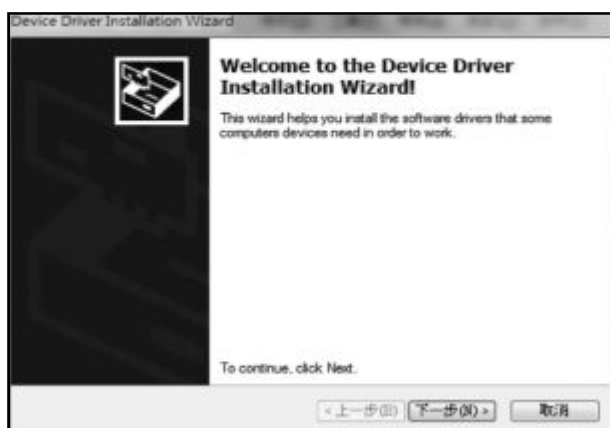 Device Driver Installation Wizard
Welcome to the Device Driver
Installation Wizard!
This wizard helps you install the software drivers that some
computers devices need in order to work.
To continue, click Next.
<上一步(B)
下一步(N)>
取消